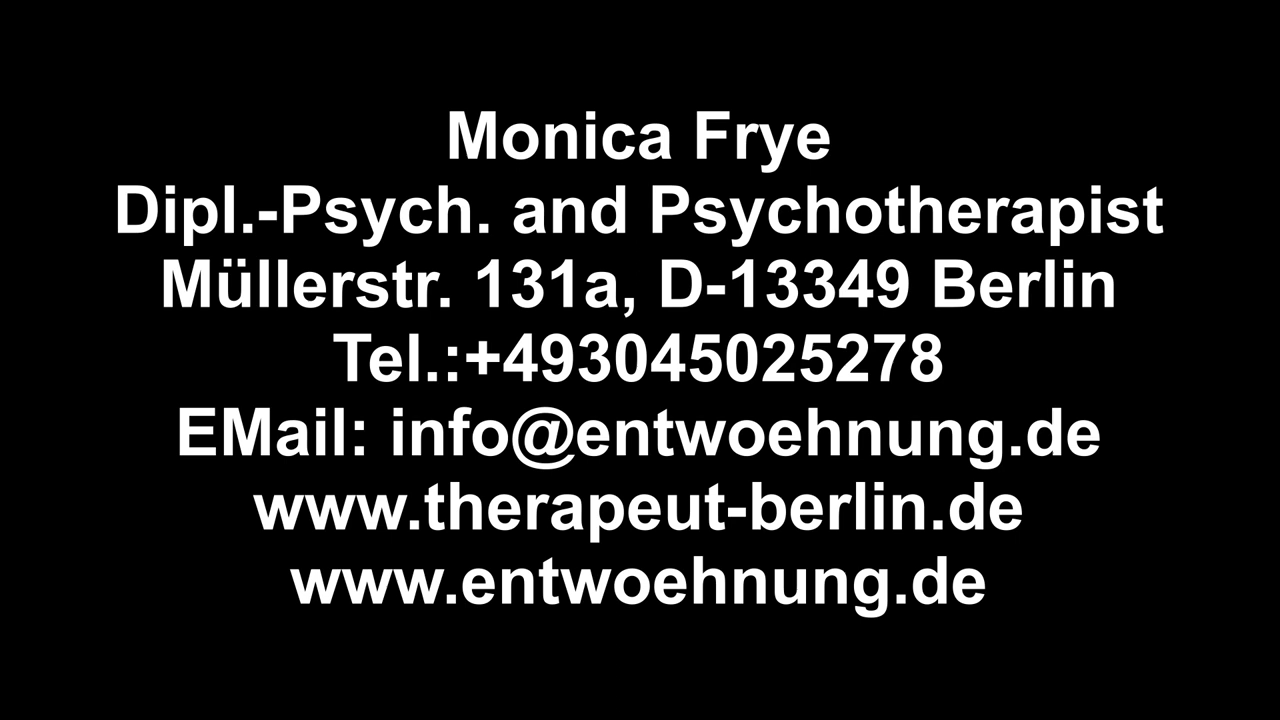 Monica Frye
Dipl.-Psych. and Psychotherapist
Müllerstr. 131a, D-13349 Berlin
Tel.:+493045025278
EMail: info@entwoehnung.de
www.therapeut-berlin.de
www.entwoehnung.de